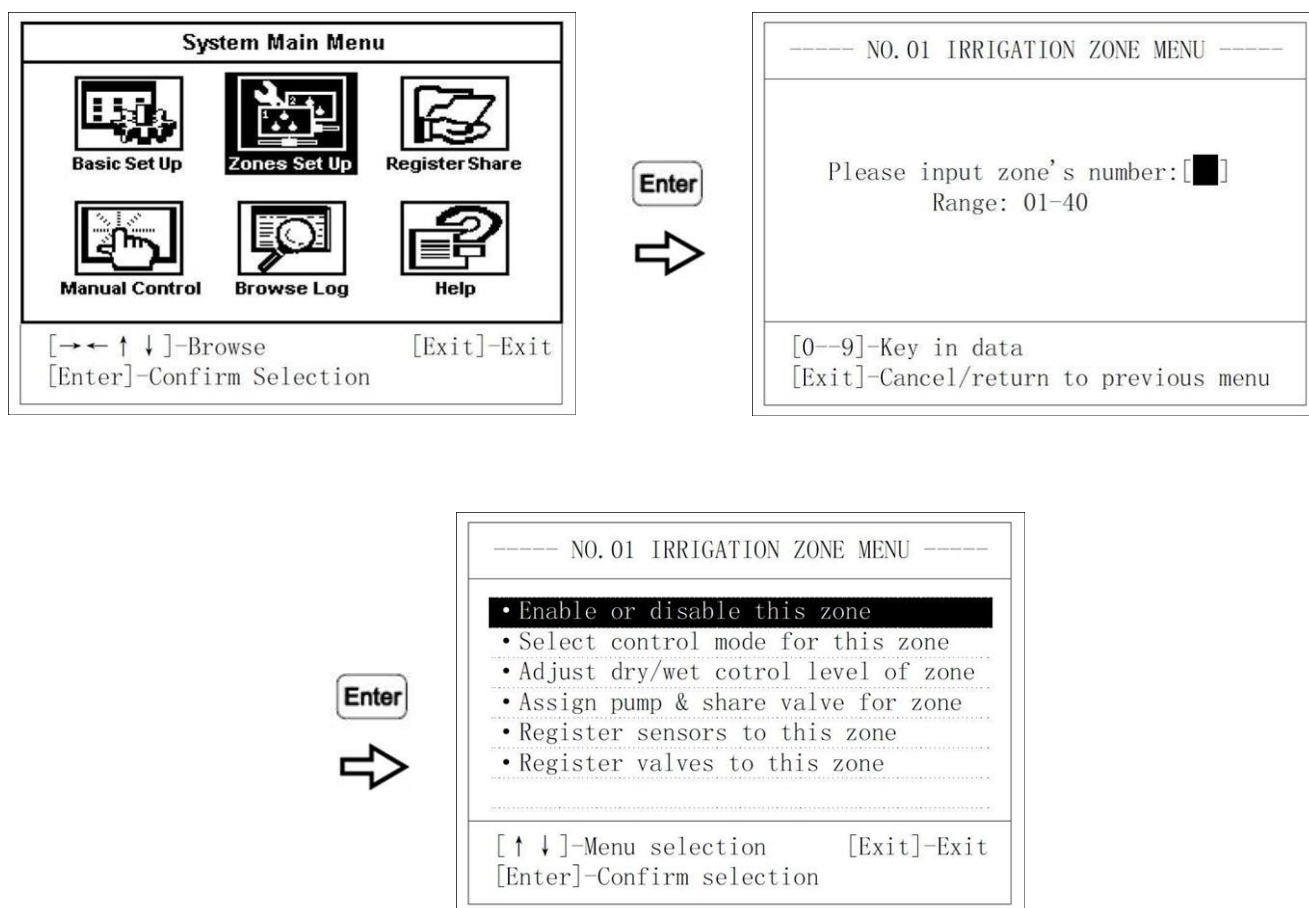 System Main Menu
Basic Set Up
Zones Set Up
Register Share
Manual Control
Browse Log
Help
[→← ↑ ↓ ]-Browse [Exit]-Exit
[Enter]-Confirm Selection
Enter
----- NO.01 IRRIGATION ZONE MENU -----
Please input zone's number:[ ]
Range: 01-40
[0--9]-Key in data
[Exit]-Cancel/return to previous menu
Enter
----- NO.01 IRRIGATION ZONE MENU -----
• Enable or disable this zone
• Select control mode for this zone
• Adjust dry/wet cotrol level of zone
• Assign pump & share valve for zone
• Register sensors to this zone
• Register valves to this zone
[ ↑ ↓ ]-Menu selection [Exit]-Exit
[Enter]-Confirm selection